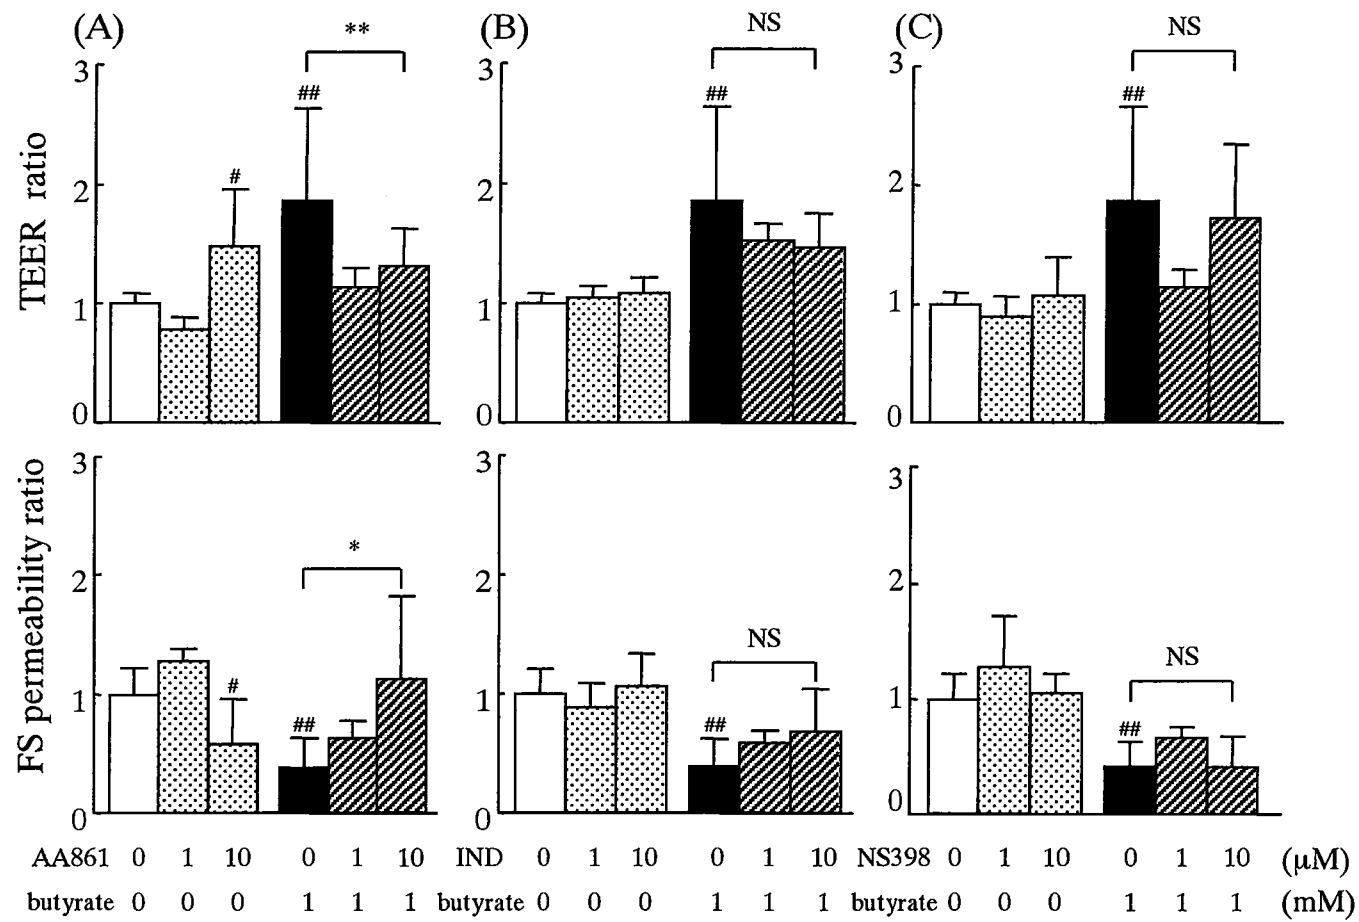 (A) (B) (C)
** NS NS
## ## ##
#
3 3 3
2 2 2
1 1 1
0 0 0
TEER ratio
3 3 3
2 2 2
1 1 1
0 0 0
FS permeability ratio
*
NS NS
# ## ## ##
AA861 0 1 10 0 1 10 IND 0 1 10 0 1 10 NS398 0 1 10 0 1 10 (μM)
butyrate 0 0 0 1 1 1 butyrate 0 0 0 1 1 1 butyrate 0 0 0 1 1 1 (mM)